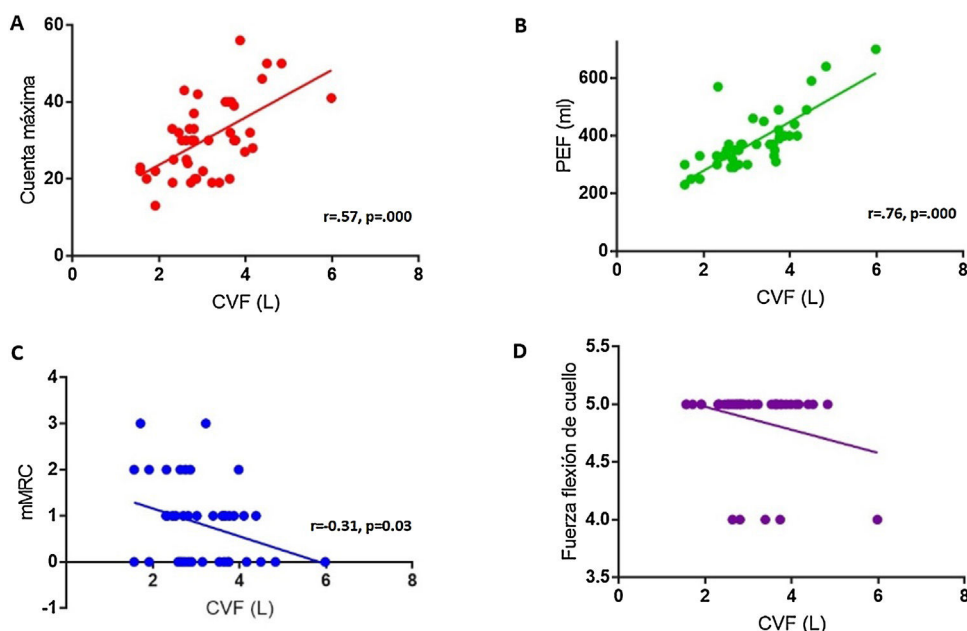 A
Cuenta máxima
60
40
20
0
0 2 4 6 8
r=.57, p=.000
CVF (L)
B
PEF (ml)
600
400
200
0
0 2 4 6 8
r=.76, p=.000
CVF (L)
C
mMRC
4
3
2
1
0
-1
2 4 6 8
r=-0.31, p=0.03
CVF (L)
D
Fuerza flexión de cuello
5.5
5.0
4.5
4.0
3.5
0 2 4 6 8
CVF (L)